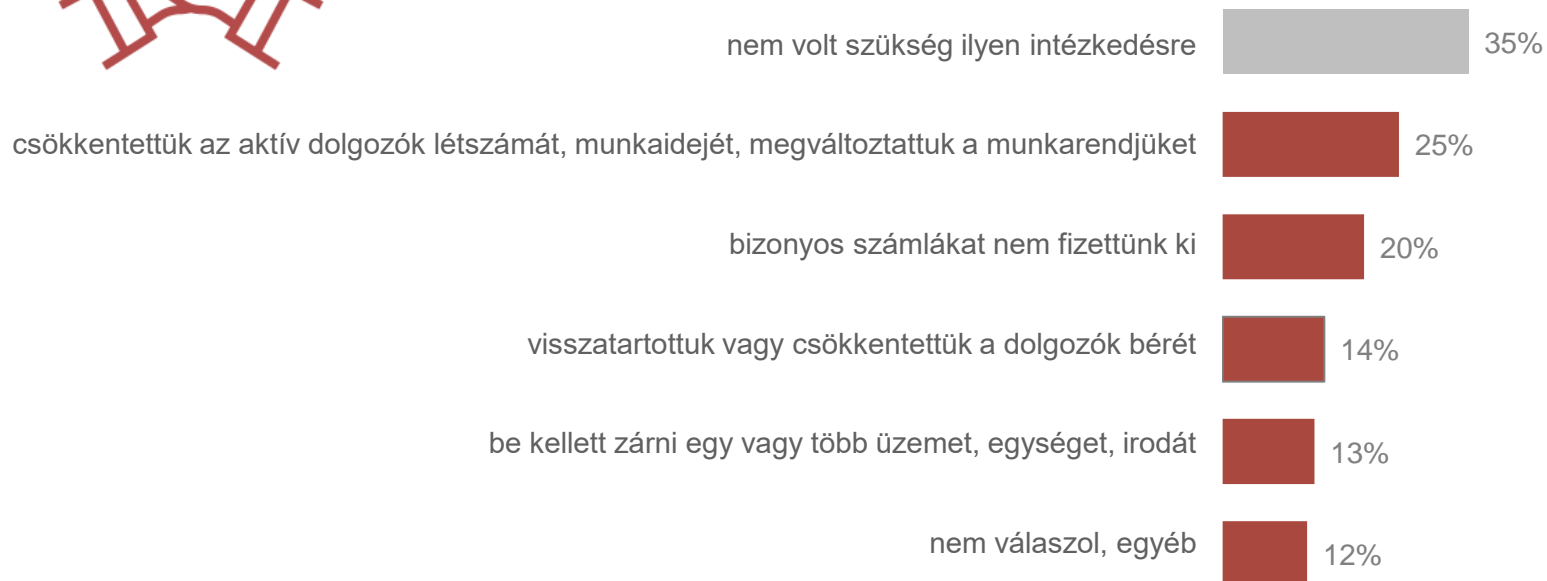 nem volt szükség ilyen intézkedésre 35%
csökkentettük az aktív dolgozók létszámát, munkaidejét, megváltoztattuk a munkarendjüket 25%
bizonyos számlákat nem fizettünk ki 20%
visszatartottuk vagy csökkentettük a dolgozók bérét 14%
be kellett zárni egy vagy több üzemet, egységet, irodát 13%
nem válaszol, egyéb 12%